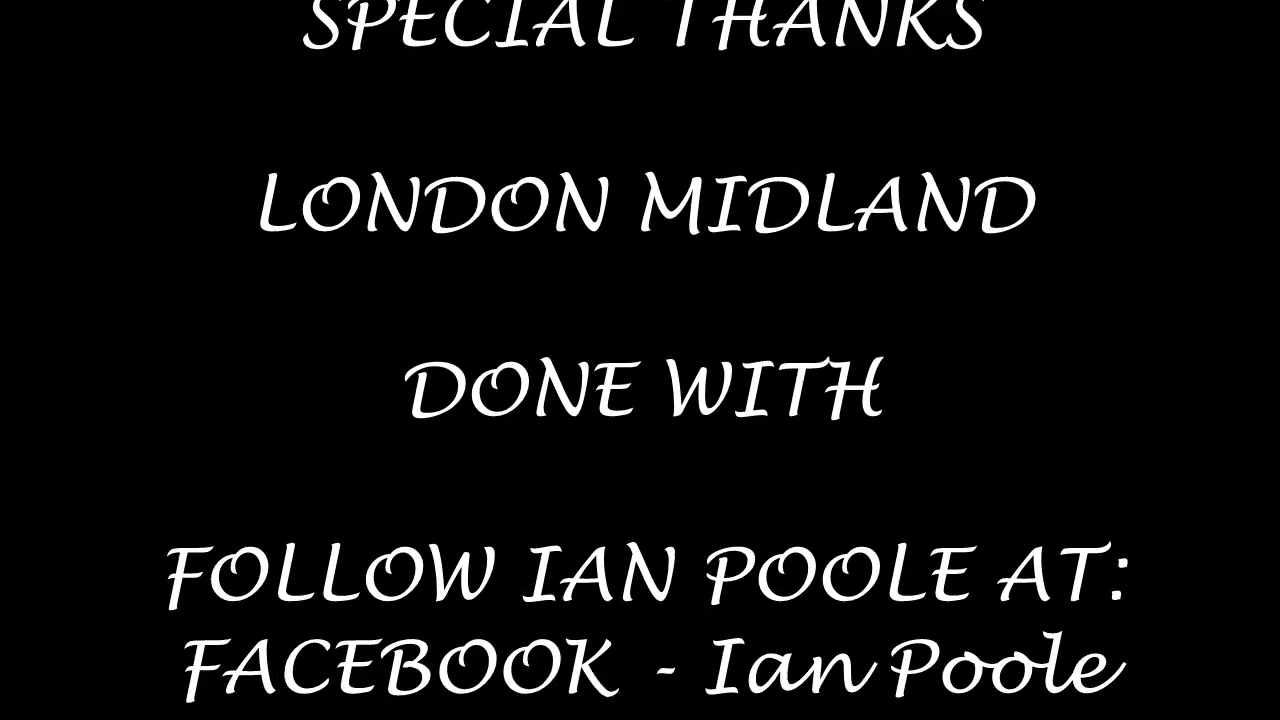 SPECIAL THANKS
LONDON MIDLAND
DONE WITH
FOLLOW IAN POOLE AT:
FACEBOOK - Ian Poole